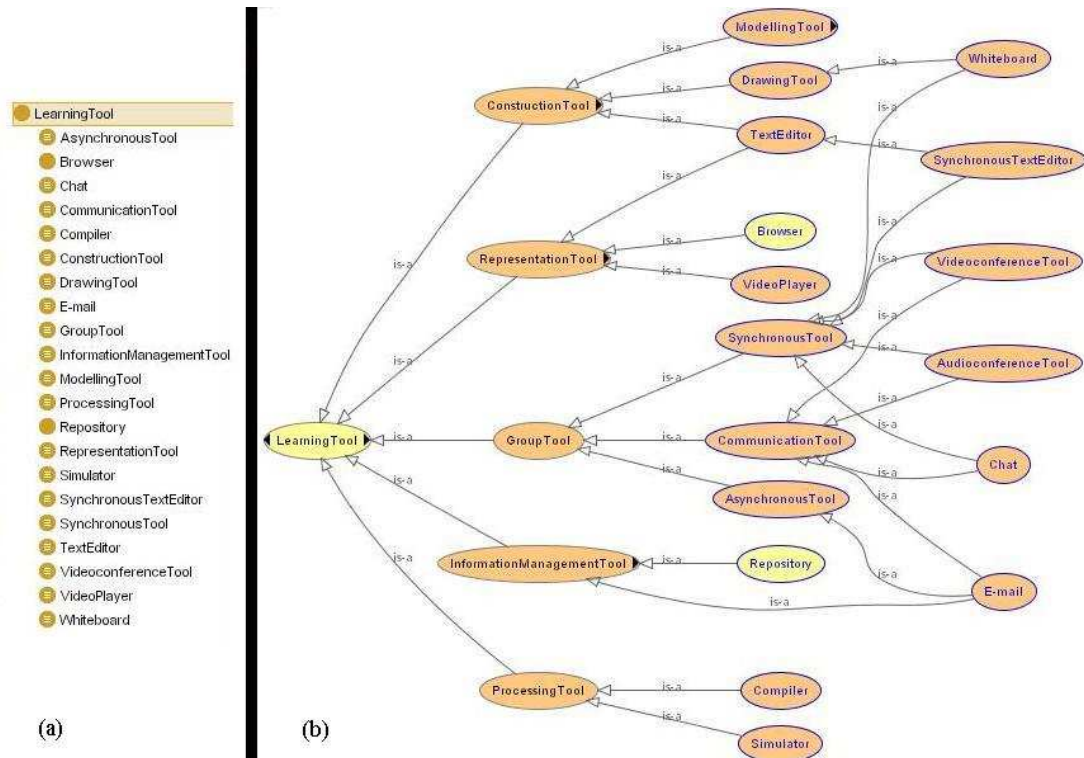 LearningTool
AsynchronousTool
Browser
Chat
CommunicationTool
Compiler
ConstructionTool
DrawingTool
E-mail
GroupTool
InformationManagementTool
ModellingTool
ProcessingTool
Repository
RepresentationTool
Simulator
SynchronousTextEditor
SynchronousTool
TextEditor
VideoconferenceTool
VideoPlayer
Whiteboard
(a)
ModellingTool
is-a
is-a
Whiteboard
is-a
DrawingTool
ConstructionTool
is-a
is-a
TextEditor
is-a
SynchronousTextEditor
is-a
is-a
Browser
is-a
RepresentationTool
is-a
VideoconferenceTool
is-a
is-a
VideoPlayer
is-a
SynchronousTool
is-a
is-a
AudioconferenceTool
is-a
is-a
is-a
LearningTool
is-a
GroupTool
is-a
CommunicationTool
is-a
is-a
Chat
is-a
is-a
AsynchronousTool
is-a
InformationManagementTool
is-a
Repository
is-a
is-a
E-mail
is-a
ProcessingTool
is-a
Compiler
is-a
Simulator
(b)